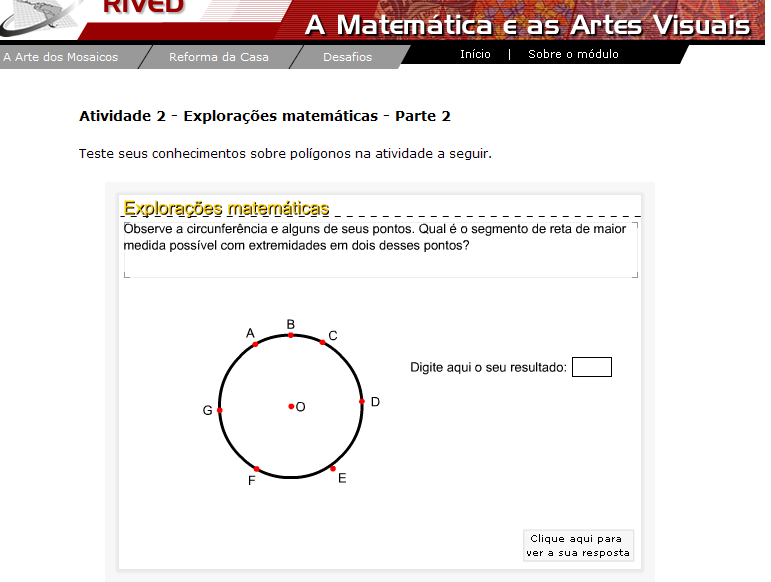 RIVED
A Matemática e as Artes Visuais
A Arte dos Mosaicos Reforma da Casa Desafios Início | Sobre o módulo
Atividade 2 - Explorações matemáticas - Parte 2
Teste seus conhecimentos sobre polígonos na atividade a seguir.
Explorações matemáticas
Observe a circunferência e alguns de seus pontos. Qual é o segmento de reta de maior
medida possível com extremidades em dois desses pontos?
B
A
C
Digite aqui o seu resultado:
D
O
G
E
F
Clique aqui para
ver a sua resposta